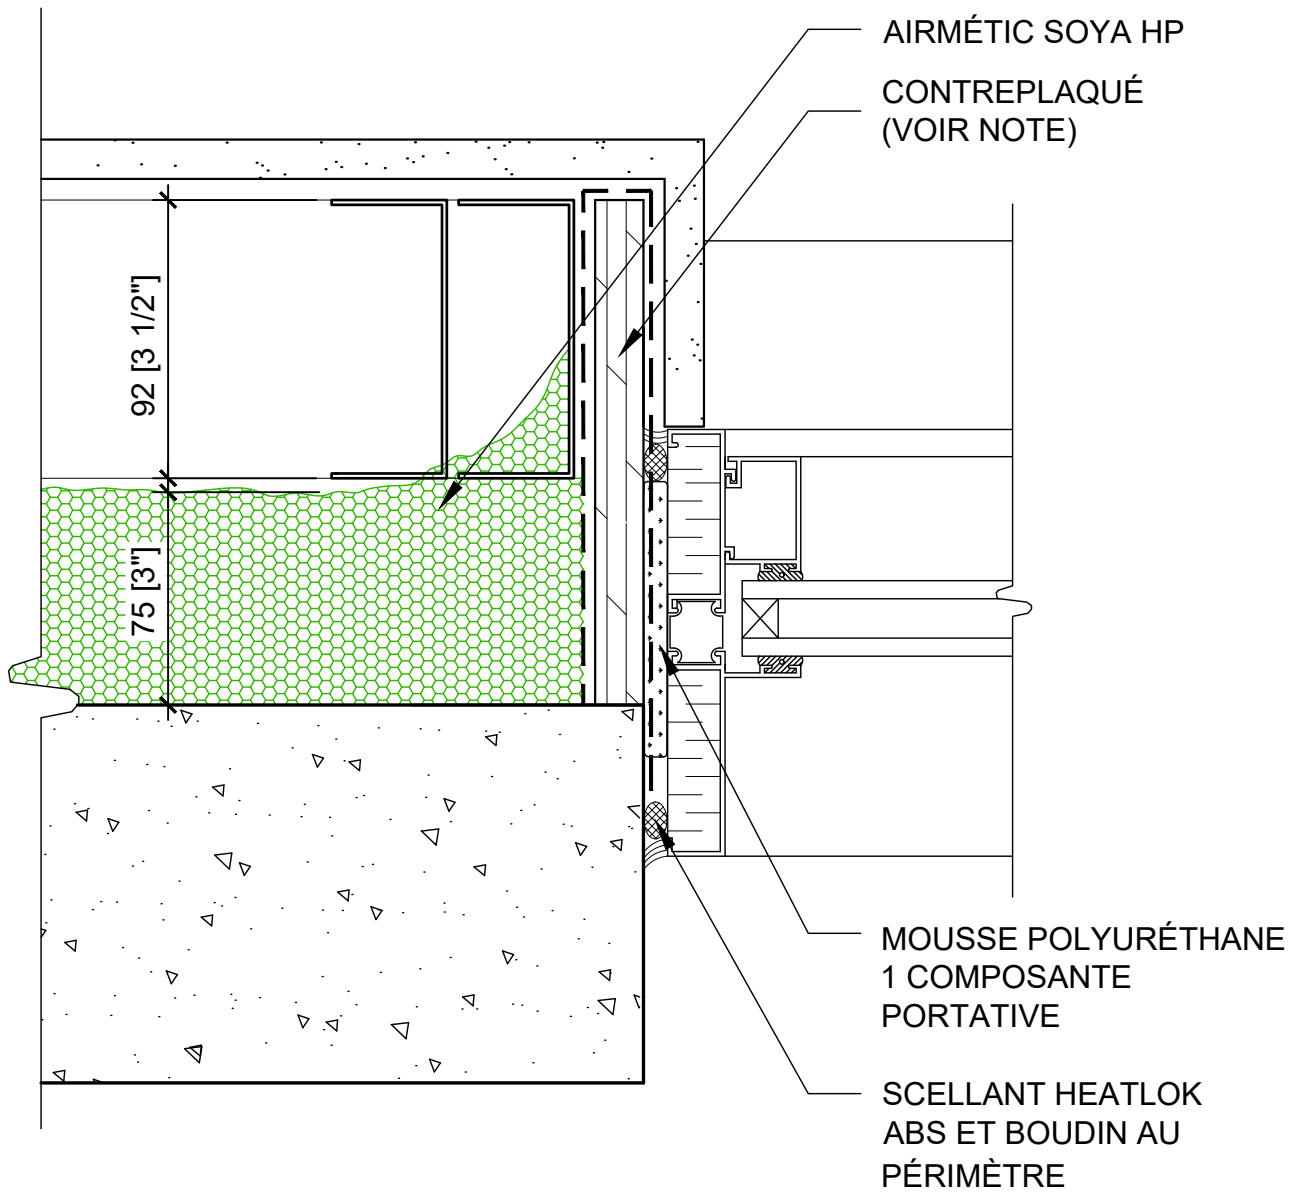 AIRMÉTIC SOYA HP
CONTREPLAQUÉ
(VOIR NOTE)
92 [3 1/2"]
75 [3"]
MOUSSE POLYURÉTHANE
1 COMPOSANTE
PORTATIVE
SCELLANT HEATLOK
ABS ET BOUDIN AU
PÉRIMÈTRE